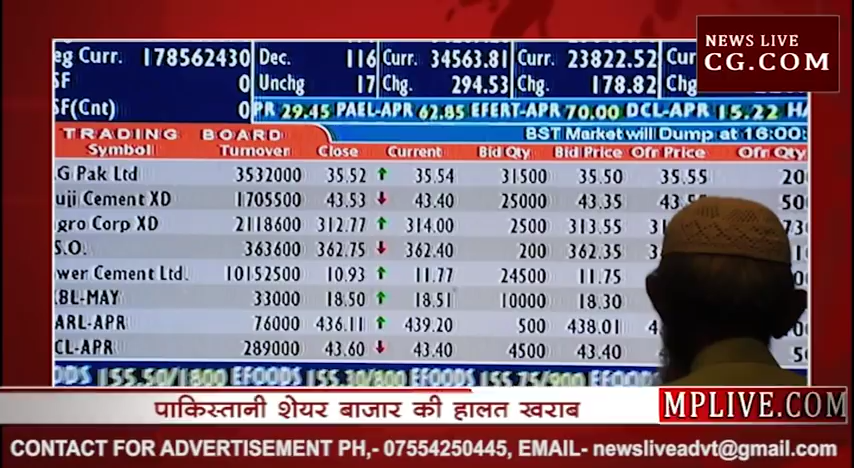 NEWS LIVE
CG.COM
eg Curr. 178562430 Dec. 116 Curr. 34563.81 Curr. 23822.52 Cur
SF 0 Unchg 17 Chg. 294.53 Chg. 178.82 Chg
SF(Cnt) 0 PR 29.45 PAEL-APR 62.85 EFERT-APR 70.00 DCL-APR 15.22 HA
TRADING BOARD BST Market will Dump at 16:00:
Symbol Turnover Close Current Bid Qty Bid Price Ofr Price Ofr Qty
.G Pak Ltd 3532000 35.52 ↑ 35.54 31500 35.50 35.55 200
uji Cement XD 1705500 43.53 ↓ 43.40 25000 43.35 500
gro Corp XD 2118600 312.77 ↑ 314.00 2500 313.55
.S.O. 363600 362.75 ↓ 362.40 200 362.35
wer Cement Ltd. 10152500 10.93 ↑ 11.77 24500 11.75
BL-MAY 33000 18.50 ↑ 18.51 10000 18.30
ARL-APR 76000 436.11 ↑ 439.20 500 438.01
CL-APR 289000 43.60 ↓ 43.40 4500 43.40
ODS 155.50/1800 EFOODS 155.30/800 EFOODS 155.75/900 EFOO
पाकिस्तानी शेयर बाजार की हालत खराब
MPLIVE.COM
CONTACT FOR ADVERTISEMENT PH,- 07554250445, EMAIL- newsliveadvt@gmail.com